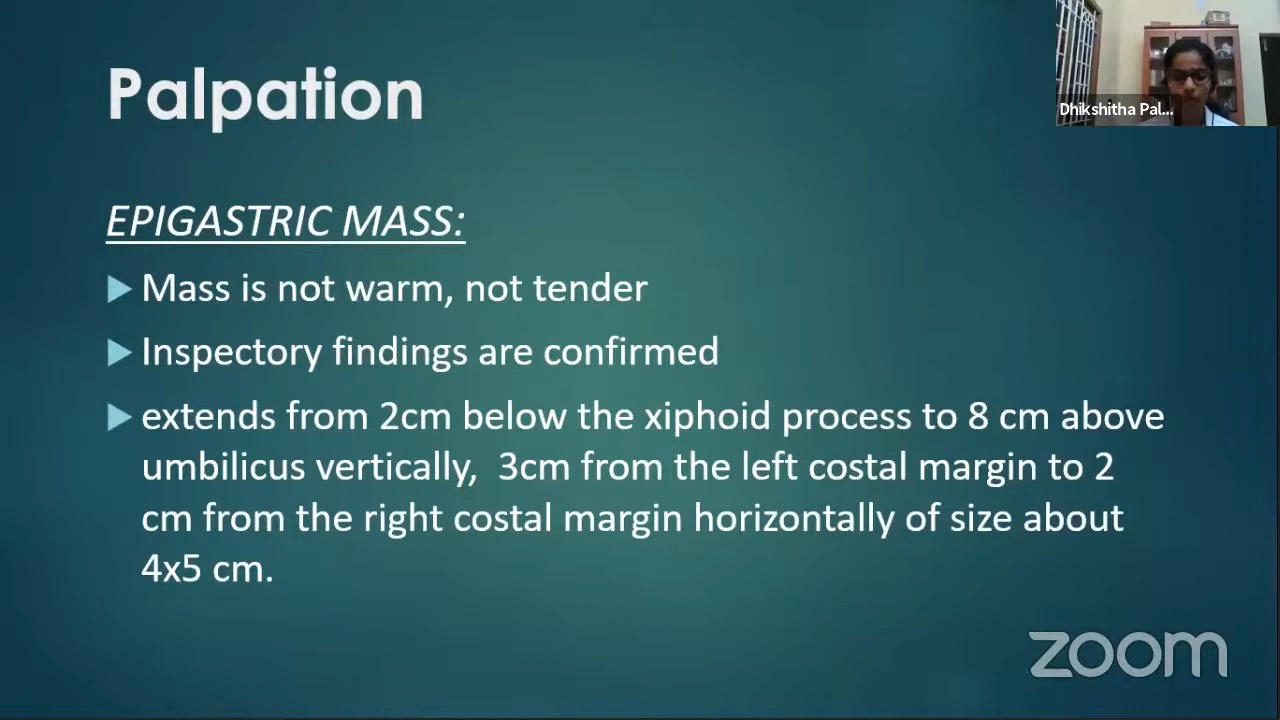 Palpation
Dhikshitha Pal...
EPIGASTRIC MASS:
Mass is not warm, not tender
Inspectory findings are confirmed
extends from 2cm below the xiphoid process to 8 cm above
umbilicus vertically, 3cm from the left costal margin to 2
cm from the right costal margin horizontally of size about
4x5 cm.
zoom